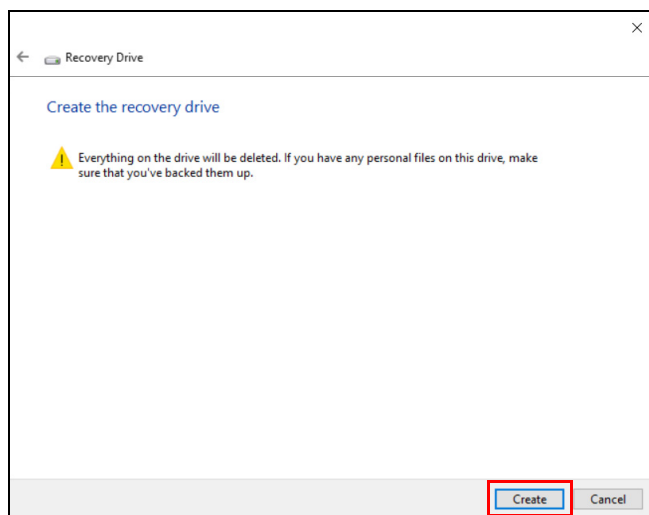 Recovery Drive
Create the recovery drive
Everything on the drive will be deleted. If you have any personal files on this drive, make
sure that you've backed them up.
Create Cancel